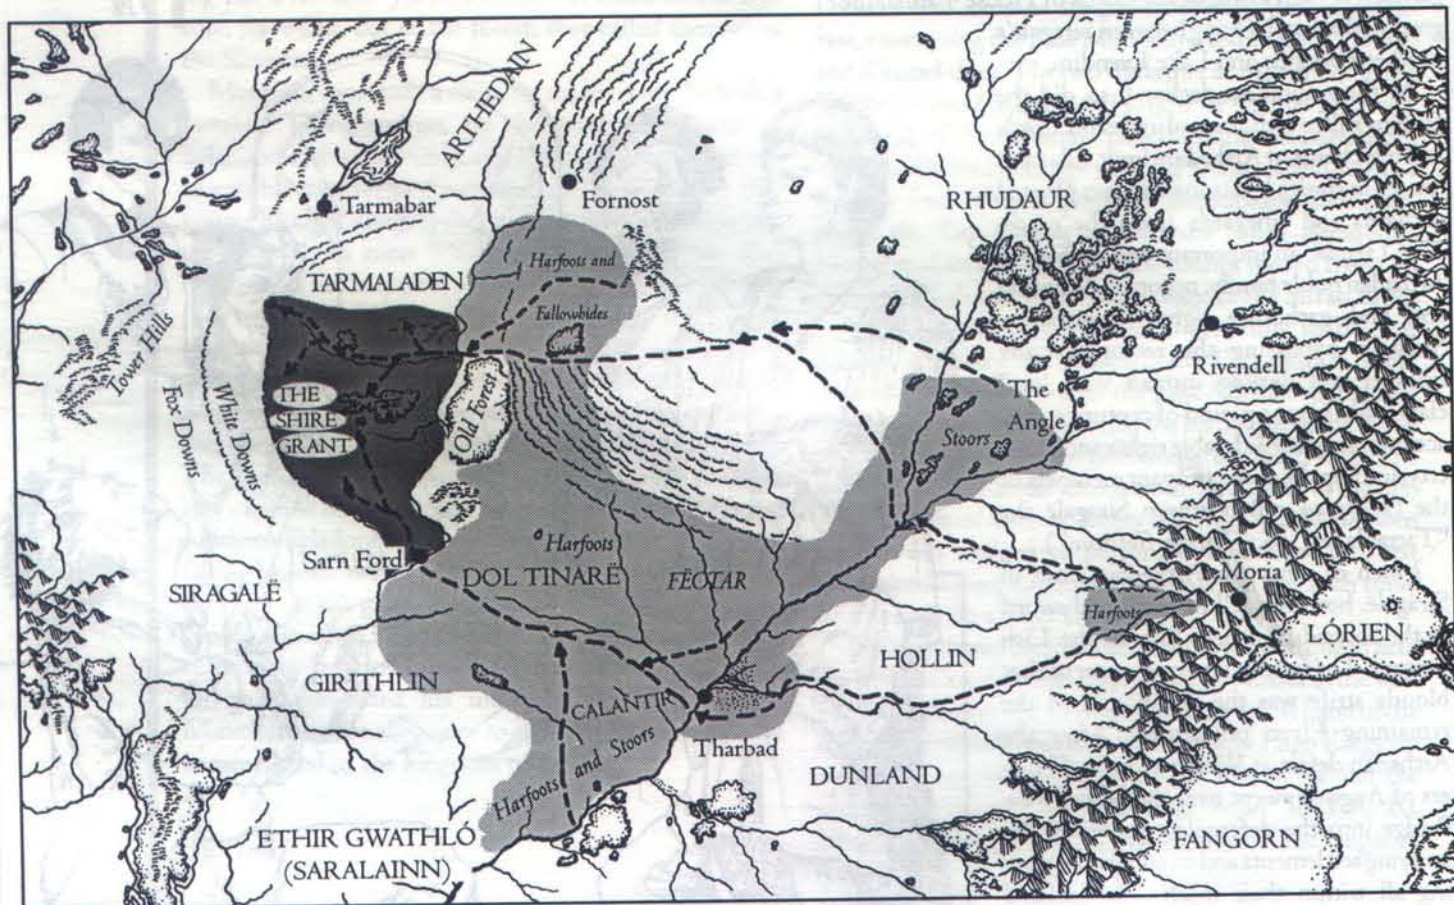 ARTHEDAIN
Tarmabar
Fornost
RHUDAUR
TARMALADEN
Harfoots and
Fallowhides
Tower Hills
White Downs
Fox Downs
THE
SHIRE
GRANT
Old Forest
Rivendell
The
Angle
Stoors
Sarn Ford
Harfoots
DOL TINARË
FËOTAR
SIRAGALË
Moria
Harfoots
LÓRIEN
HOLLIN
GIRITHLIN
CALANTIR
Tharbad
Harfoots and Stoors
DUNLAND
ETHIR GWATHLÓ
(SARALAINN)
FANGORN